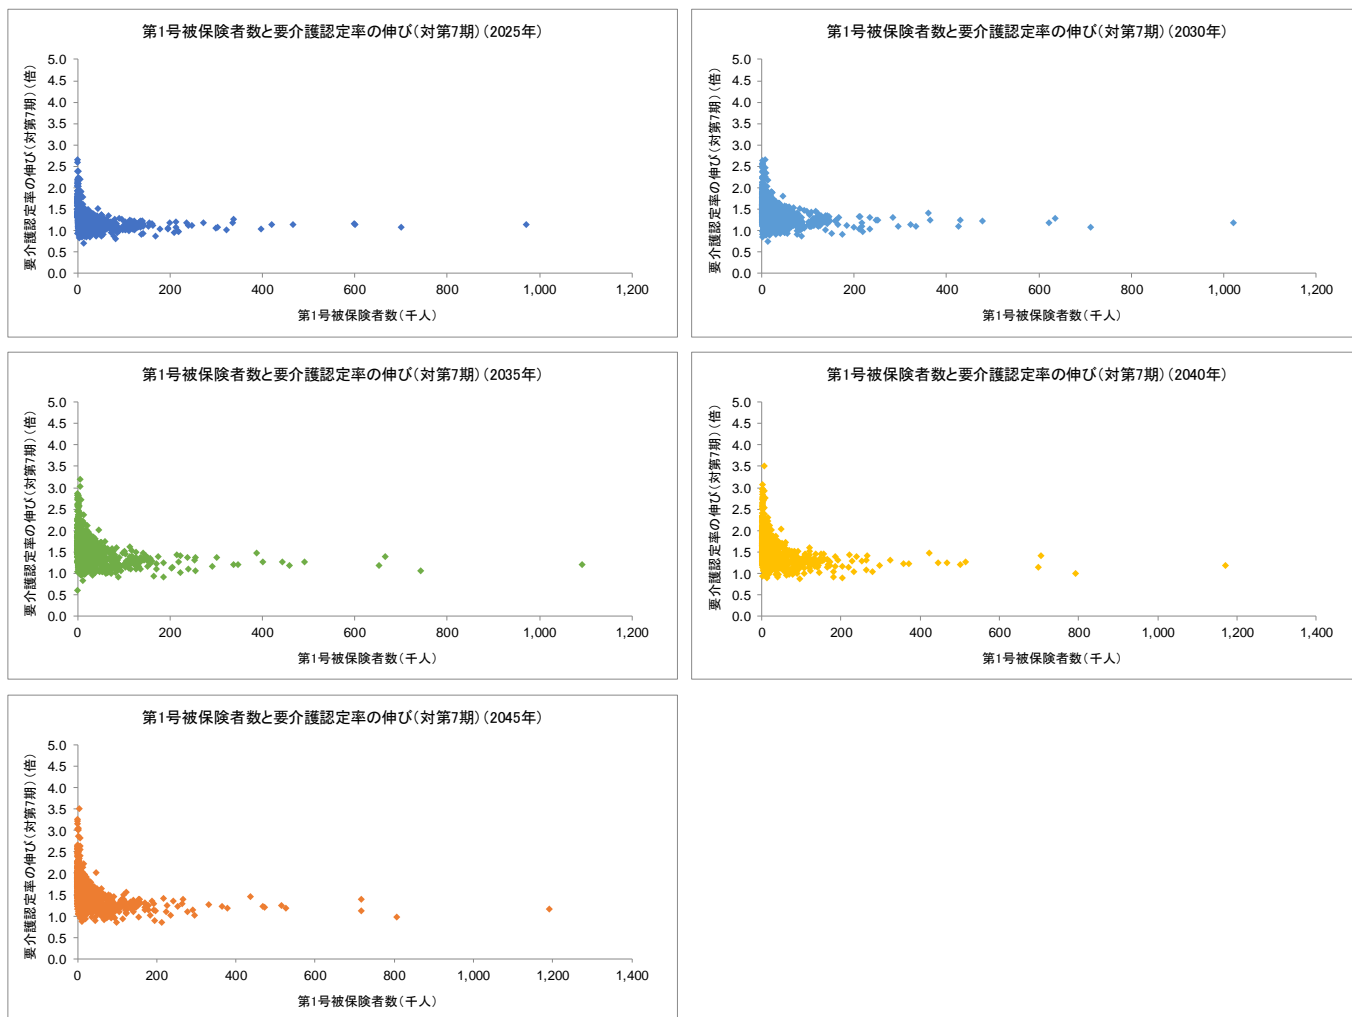 第1号被保険者数と要介護認定率の伸び(対第7期)(2025年)
要介護認定率の伸び(対第7期)(倍)
5.0
4.5
4.0
3.5
3.0
2.5
2.0
1.5
1.0
0.5
0.0
0 200 400 600 800 1,000 1,200
第1号被保険者数(千人)
第1号被保険者数と要介護認定率の伸び(対第7期)(2030年)
要介護認定率の伸び(対第7期)(倍)
5.0
4.5
4.0
3.5
3.0
2.5
2.0
1.5
1.0
0.5
0.0
0 200 400 600 800 1,000 1,200
第1号被保険者数(千人)
第1号被保険者数と要介護認定率の伸び(対第7期)(2035年)
要介護認定率の伸び(対第7期)(倍)
5.0
4.5
4.0
3.5
3.0
2.5
2.0
1.5
1.0
0.5
0.0
0 200 400 600 800 1,000 1,200
第1号被保険者数(千人)
第1号被保険者数と要介護認定率の伸び(対第7期)(2040年)
要介護認定率の伸び(対第7期)(倍)
5.0
4.5
4.0
3.5
3.0
2.5
2.0
1.5
1.0
0.5
0.0
0 200 400 600 800 1,000 1,200 1,400
第1号被保険者数(千人)
第1号被保険者数と要介護認定率の伸び(対第7期)(2045年)
要介護認定率の伸び(対第7期)(倍)
5.0
4.5
4.0
3.5
3.0
2.5
2.0
1.5
1.0
0.5
0.0
0 200 400 600 800 1,000 1,200 1,400
第1号被保険者数(千人)